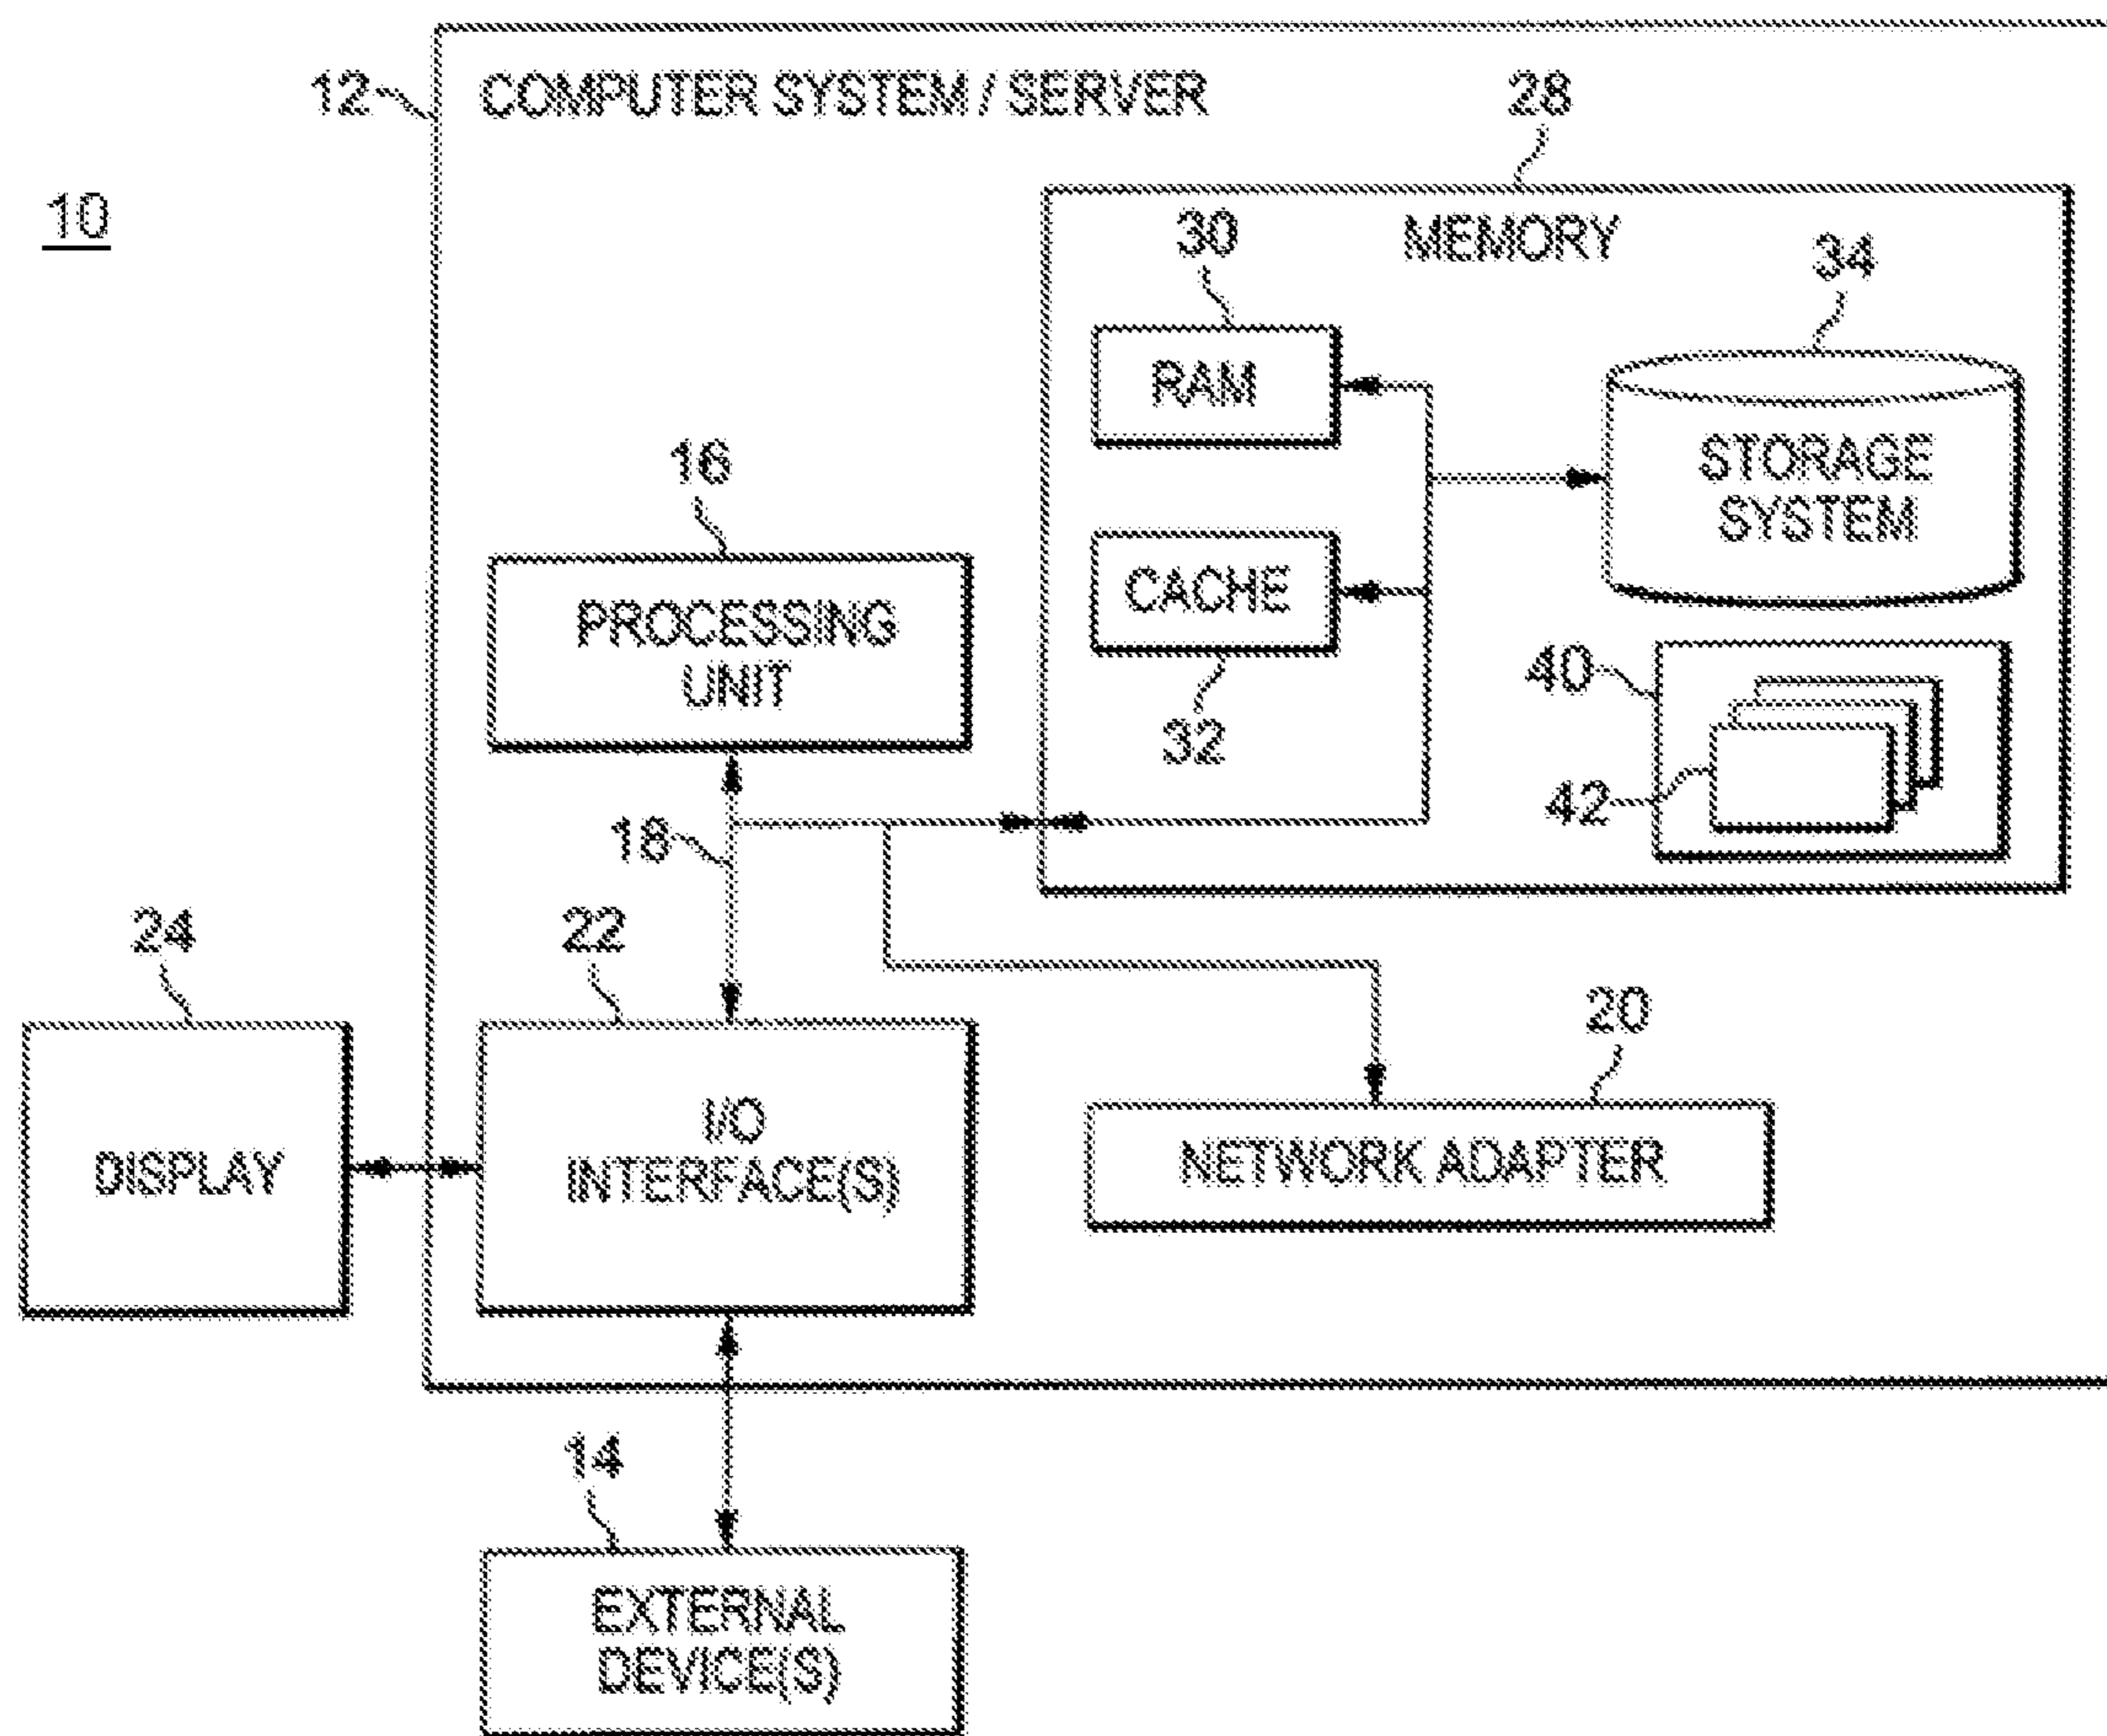 12
COMPUTER SYSTEM / SERVER
28
10
30
MEMORY
34
RAM
16
STORAGE
SYSTEM
PROCESSING
UNIT
CACHE
40
32
42
18
24
22
20
DISPLAY
I/O
INTERFACE(S)
NETWORK ADAPTER
14
EXTERNAL
DEVICE(S)